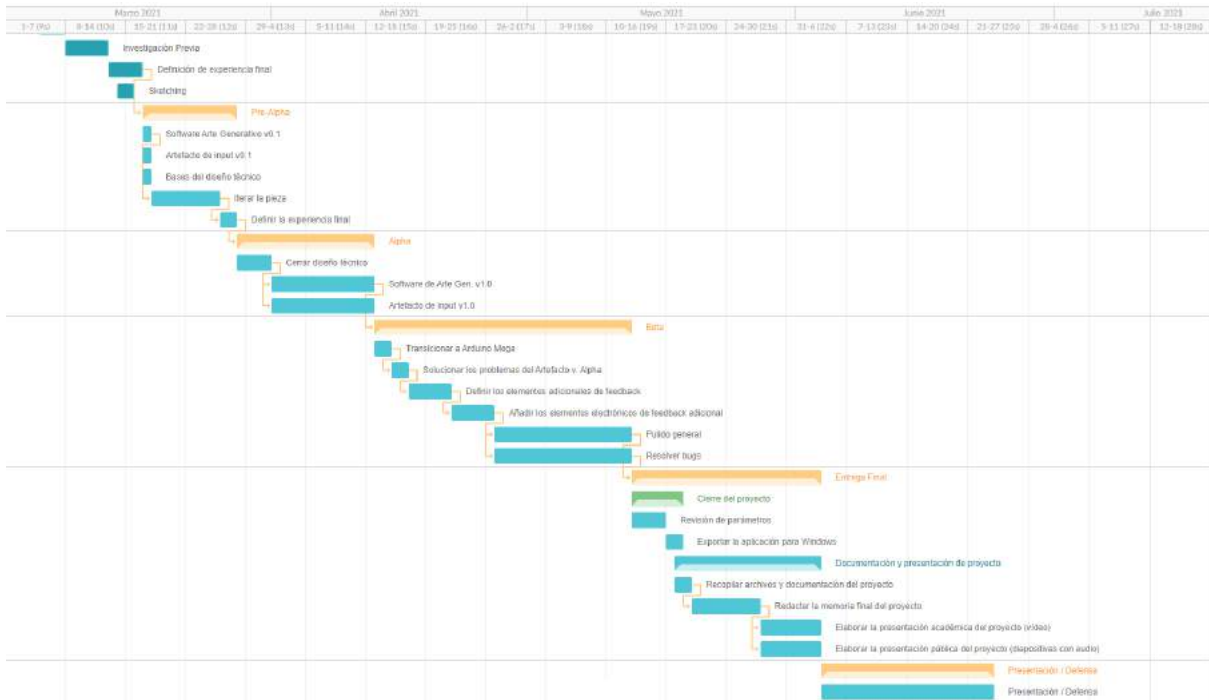 Marzo 2021 Abril 2021 Mayo 2021 Junio 2021 Julio 2021
1-7 (9s) 8-14 (10s) 15-21 (11s) 22-28 (12s) 29-4 (13s) 5-11 (14s) 12-18 (15s) 19-25 (16s) 26-2 (17s) 3-9 (18s) 10-16 (19s) 17-23 (20s) 24-30 (21s) 31-6 (22s) 7-13 (23s) 14-20 (24s) 21-27 (25s) 28-4 (26s) 5-11 (27s) 12-18 (28s)
Investigación Previa
Definición de experiencia final
Sketching
Pre-Alpha
Software Arte Generativo v0.1
Artefacto de input v0.1
Bases del diseño técnico
Iterar la pieza
Definir la experiencia final
Alpha
Cerrar diseño técnico
Software de Arte Gen. v1.0
Artefacto de input v1.0
Beta
Transicionar a Arduino Mega
Solucionar los problemas del Artefacto v. Alpha
Definir los elementos adicionales de feedback
Añadir los elementos electrónicos de feedback adicional
Pulido general
Resolver bugs
Entrega Final
Cierre del proyecto
Revisión de parámetros
Exportar la aplicación para Windows
Documentación y presentación de proyecto
Recopilar archivos y documentación del proyecto
Redactar la memoria final del proyecto
Elaborar la presentación académica del proyecto (vídeo)
Elaborar la presentación pública del proyecto (diapositivas con audio)
Presentación / Defensa
Presentación / Defensa